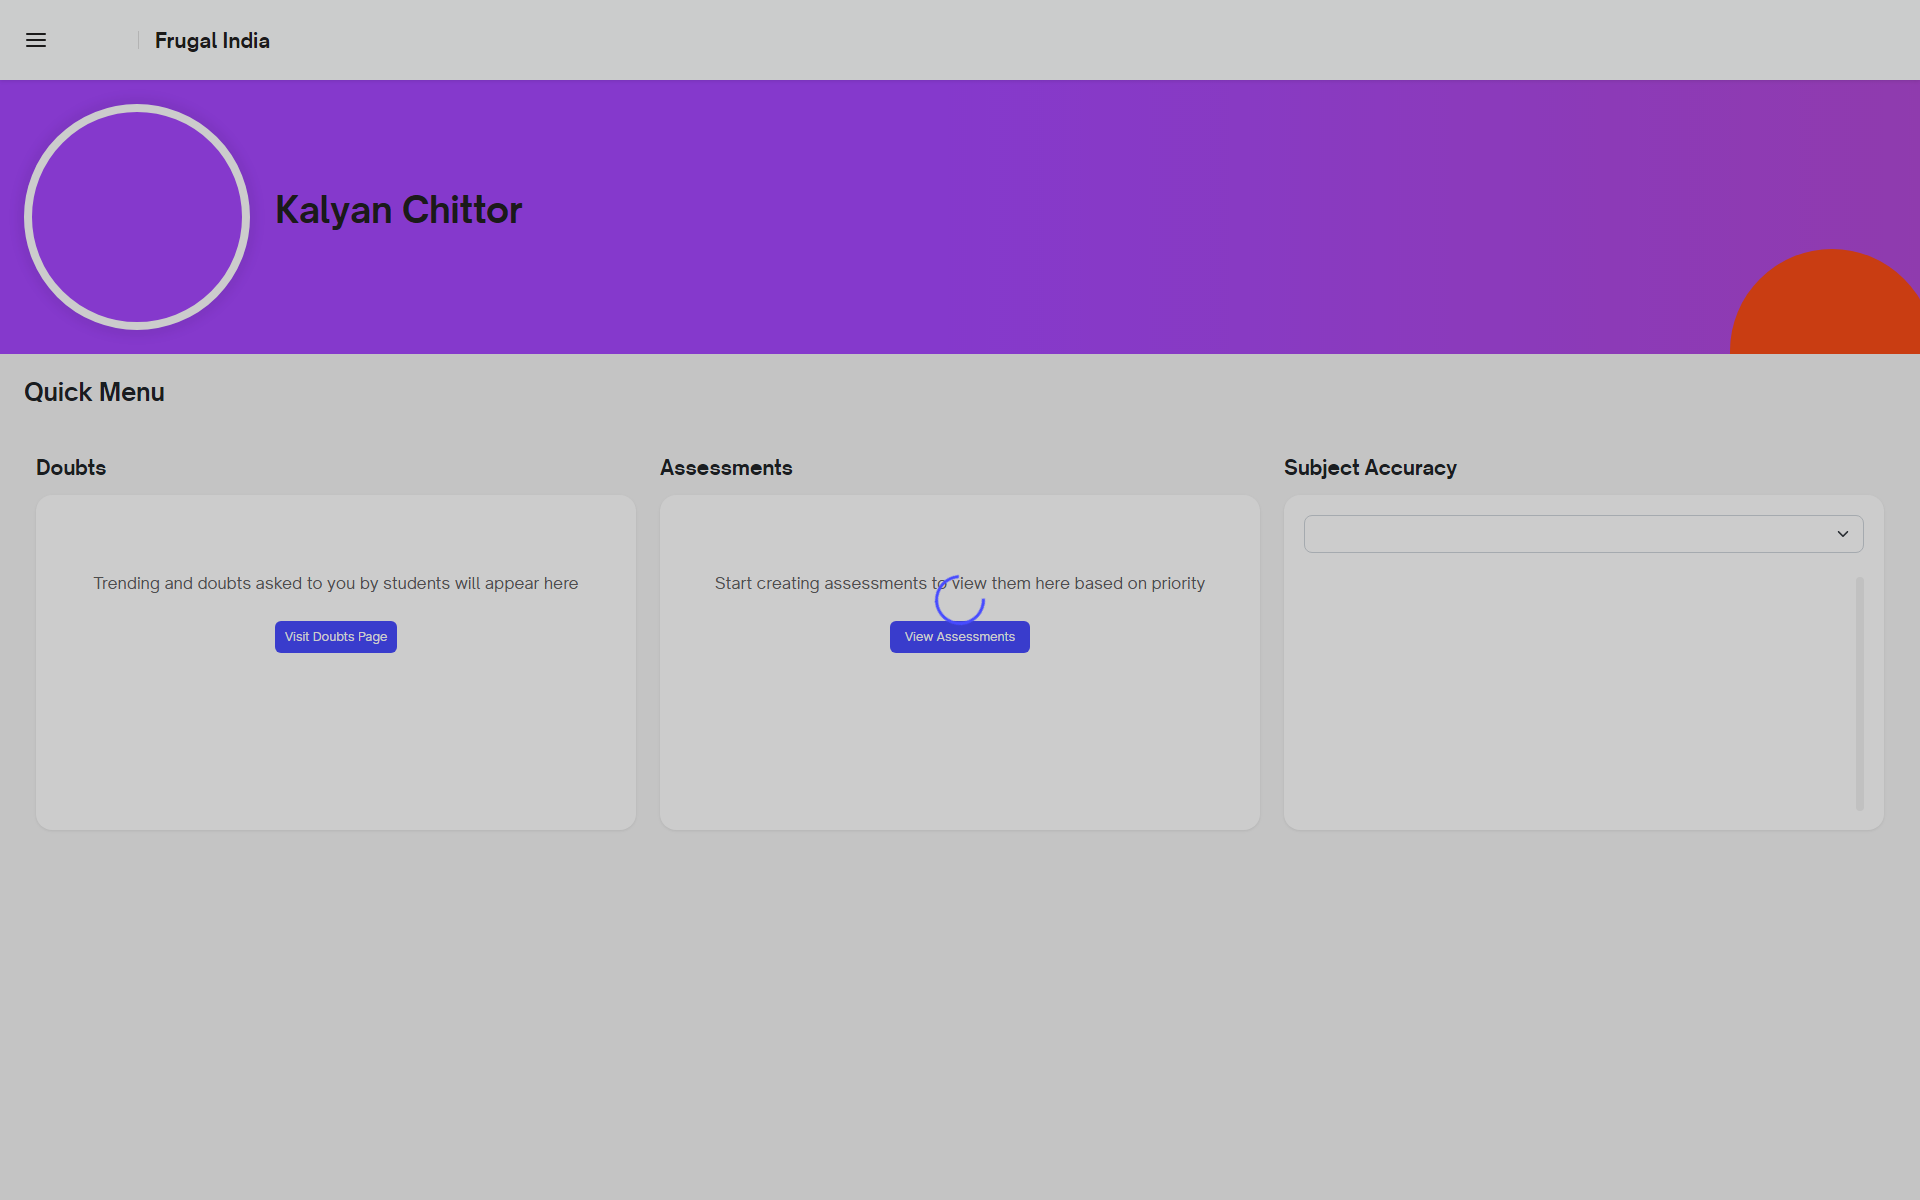 Frugal India
Kalyan Chittor
Quick Menu
Doubts
Trending and doubts asked to you by students will appear here
Visit Doubts Page
Assessments
Start creating assessments to view them here based on priority
View Assessments
Subject Accuracy